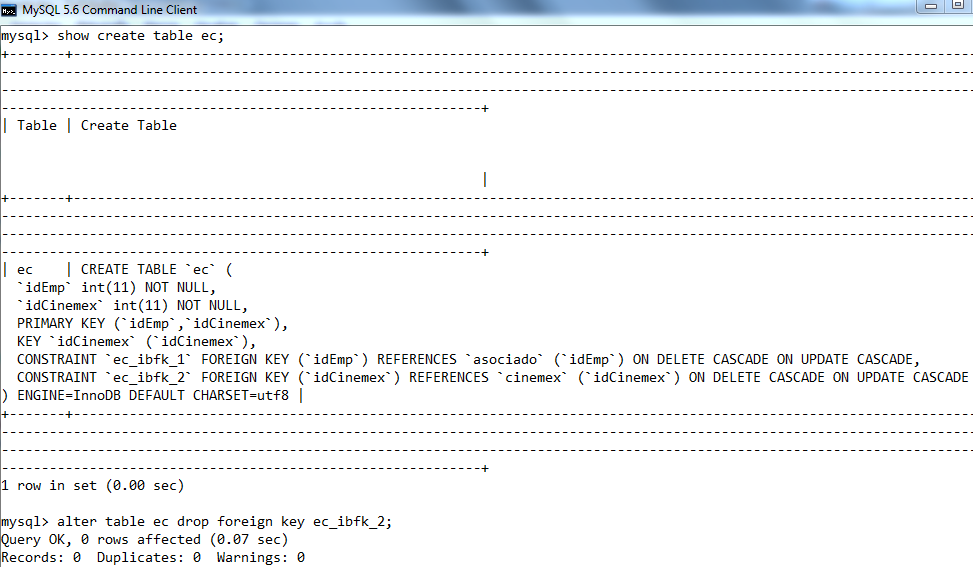 MySQL 5.6 Command Line Client
mysql> show create table ec;
+-------+-----------------------------------------------------------------------------------------------------------------
--------------------------------------------------------------------------------------------------------------------------
--------------------------------------------------------------------------------------------------------------------------
------------------------------------------------------------+
| Table | Create Table
|
+-------+-----------------------------------------------------------------------------------------------------------------
--------------------------------------------------------------------------------------------------------------------------
--------------------------------------------------------------------------------------------------------------------------
------------------------------------------------------------+
| ec    | CREATE TABLE `ec` (
  `idEmp` int(11) NOT NULL,
  `idCinemex` int(11) NOT NULL,
  PRIMARY KEY (`idEmp`,`idCinemex`),
  KEY `idCinemex` (`idCinemex`),
  CONSTRAINT `ec_ibfk_1` FOREIGN KEY (`idEmp`) REFERENCES `asociado` (`idEmp`) ON DELETE CASCADE ON UPDATE CASCADE,
  CONSTRAINT `ec_ibfk_2` FOREIGN KEY (`idCinemex`) REFERENCES `cinemex` (`idCinemex`) ON DELETE CASCADE ON UPDATE CASCADE
) ENGINE=InnoDB DEFAULT CHARSET=utf8 |
+-------+-----------------------------------------------------------------------------------------------------------------
--------------------------------------------------------------------------------------------------------------------------
--------------------------------------------------------------------------------------------------------------------------
------------------------------------------------------------+
1 row in set (0.00 sec)
mysql> alter table ec drop foreign key ec_ibfk_2;
Query OK, 0 rows affected (0.07 sec)
Records: 0  Duplicates: 0  Warnings: 0